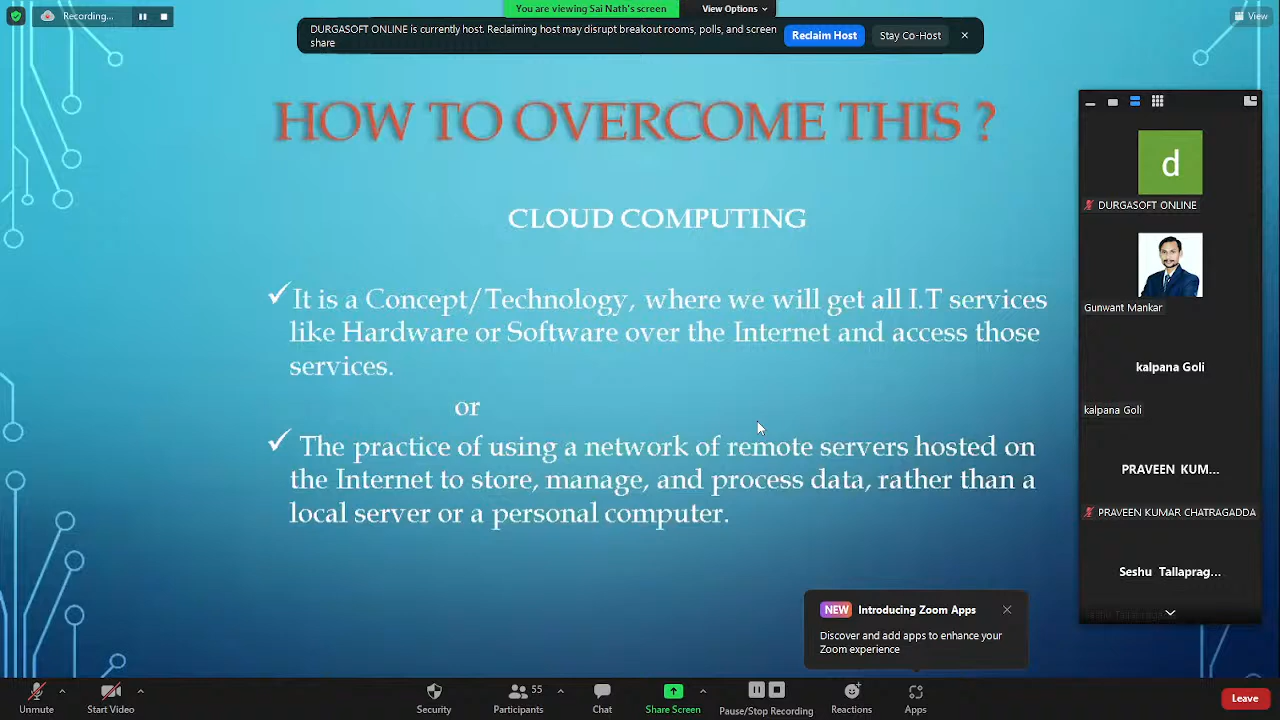 Recording...
You are viewing Sai Nath's screen
View Options
View
DURGASOFT ONLINE is currently host. Reclaiming host may disrupt breakout rooms, polls, and screen
share
Reclaim Host
Stay Co-Host
HOW TO OVERCOME THIS ?
CLOUD COMPUTING
It is a Concept/Technology, where we will get all I.T services
like Hardware or Software over the Internet and access those
services.
or
The practice of using a network of remote servers hosted on
the Internet to store, manage, and process data, rather than a
local server or a personal computer.
d
DURGASOFT ONLINE
Gunwant Mankar
kalpana Goli
kalpana Goli
PRAVEEN KUM...
PRAVEEN KUMAR CHATRAGADDA
Seshu Tallaprag...
NEW Introducing Zoom Apps
Discover and add apps to enhance your
Zoom experience
Unmute
Start Video
Security
55
Participants
Chat
Share Screen
Pause/Stop Recording
Reactions
Apps
Leave